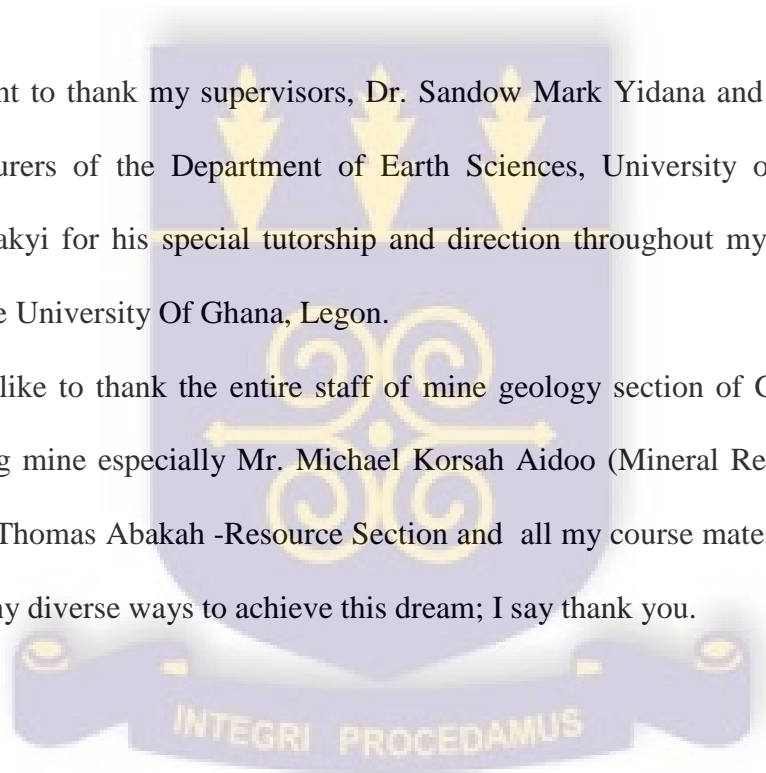 nt to thank my supervisors, Dr. Sandow Mark Yidana and
urers of the Department of Earth Sciences, University o
akyi for his special tutorship and direction throughout my
e University Of Ghana, Legon.
like to thank the entire staff of mine geology section of
g mine especially Mr. Michael Korsah Aidoo (Mineral Re
Thomas Abakah -Resource Section and all my course mates
ny diverse ways to achieve this dream; I say thank you.
INTEGRI PROCEDAMUS